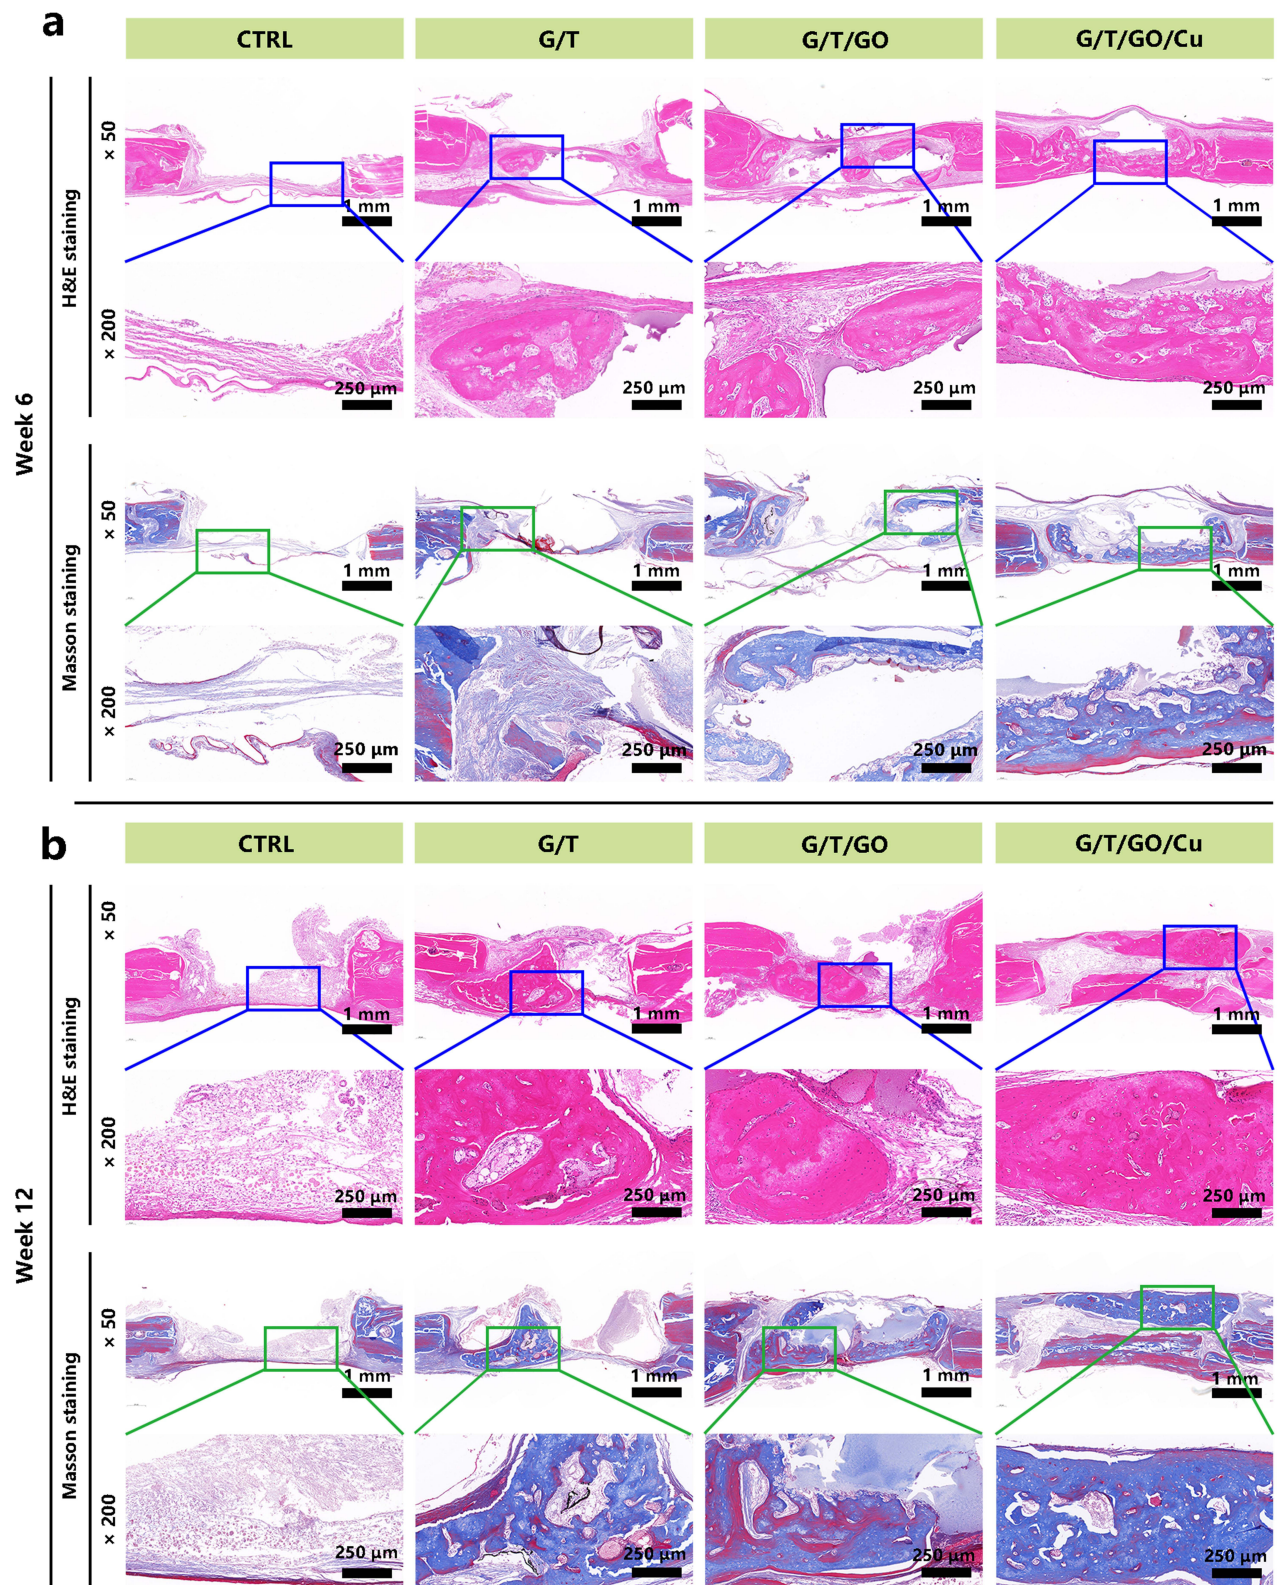 a
CTRL
G/T
G/T/GO
G/T/GO/Cu
Week 6
H&E staining
× 50
1 mm
1 mm
1 mm
1 mm
× 200
250 μm
250 μm
250 μm
250 μm
Masson staining
× 50
1 mm
1 mm
1 mm
1 mm
× 200
250 μm
250 μm
250 μm
250 μm
b
CTRL
G/T
G/T/GO
G/T/GO/Cu
Week 12
H&E staining
× 50
1 mm
1 mm
1 mm
1 mm
× 200
250 μm
250 μm
250 μm
250 μm
Masson staining
× 50
1 mm
1 mm
1 mm
1 mm
× 200
250 μm
250 μm
250 μm
250 μm